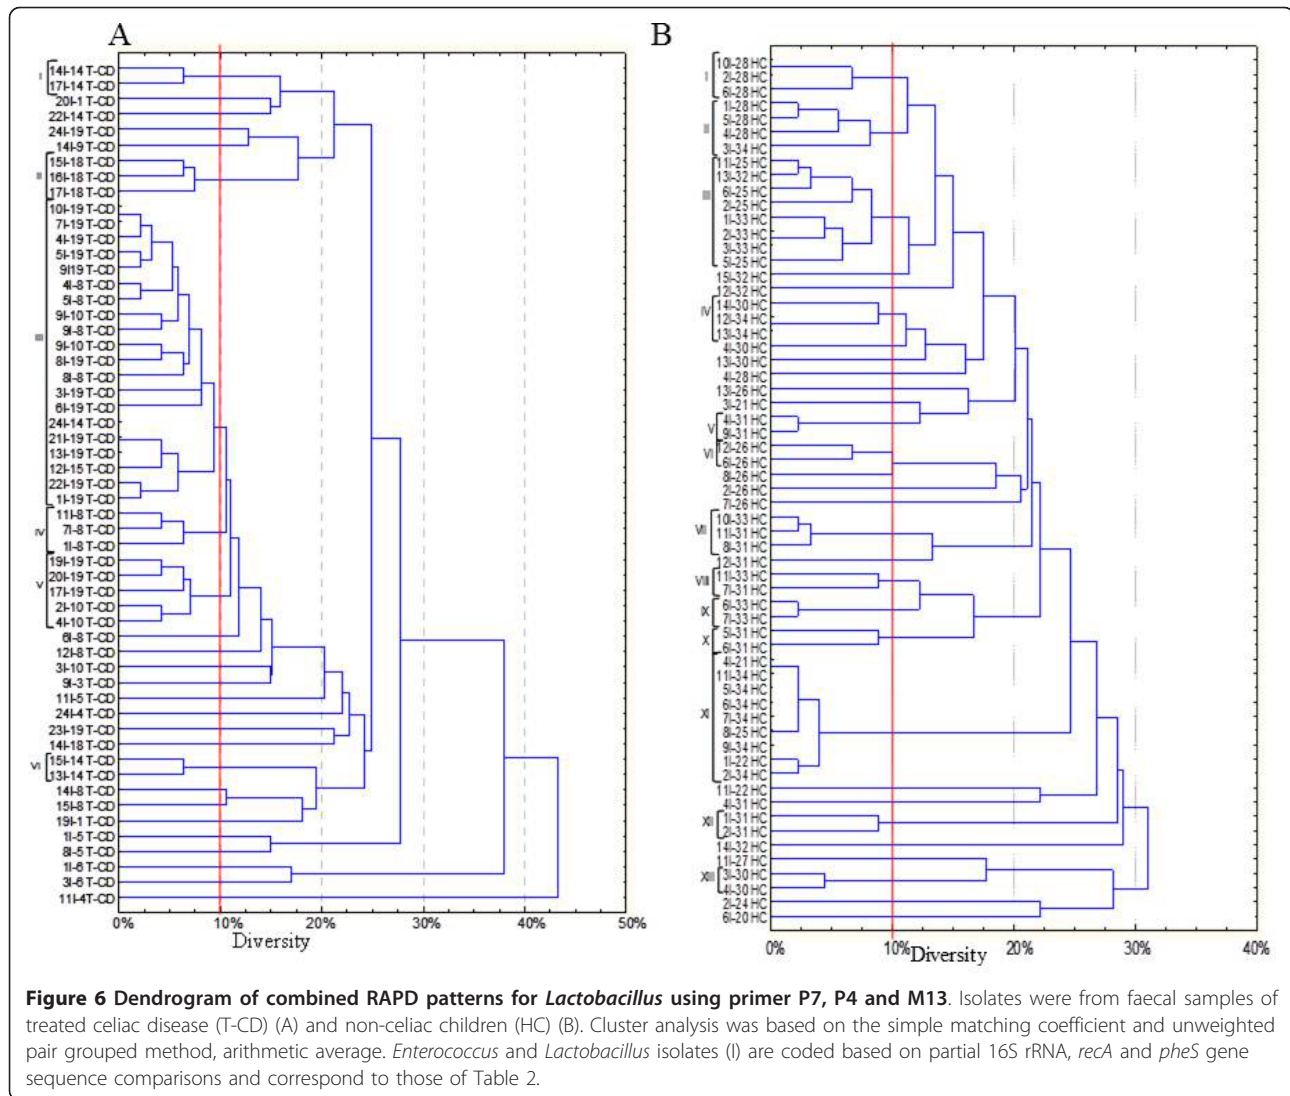 A
I
14I-14 T-CD
17I-14 T-CD
20I-1 T-CD
22I-14 T-CD
24I-19 T-CD
14I-9 T-CD
15I-18 T-CD
16I-18 T-CD
17I-18 T-CD
10I-19 T-CD
7I-19 T-CD
4I-19 T-CD
5I-19 T-CD
9I19 T-CD
4I-8 T-CD
5I-8 T-CD
9I-10 T-CD
9I-8 T-CD
9I-10 T-CD
8I-19 T-CD
8I-8 T-CD
3I-19 T-CD
6I-19 T-CD
24I-14 T-CD
21I-19 T-CD
13I-19 T-CD
12I-15 T-CD
22I-19 T-CD
1I-19 T-CD
IV
11I-8 T-CD
7I-8 T-CD
1I-8 T-CD
V
19I-19 T-CD
20I-19 T-CD
17I-19 T-CD
2I-10 T-CD
4I-10 T-CD
6I-8 T-CD
12I-8 T-CD
3I-10 T-CD
9I-3 T-CD
11I-5 T-CD
24I-4 T-CD
23I-19 T-CD
14I-18 T-CD
VI
15I-14 T-CD
13I-14 T-CD
14I-8 T-CD
15I-8 T-CD
19I-1 T-CD
1I-5 T-CD
8I-5 T-CD
1I-6 T-CD
3I-6 T-CD
11I-4T-CD
0% 10% 20% 30% 40% 50%
Diversity
B
I
10I-28 HC
2I-28 HC
6I-28 HC
1I-28 HC
5I-28 HC
4I-28 HC
3I-34 HC
11I-25 HC
13I-32 HC
6I-25 HC
2I-25 HC
1I-33 HC
2I-33 HC
3I-33 HC
5I-25 HC
15I-32 HC
12I-32 HC
IV
14I-30 HC
12I-34 HC
13I-34 HC
4I-30 HC
13I-30 HC
4I-28 HC
13I-26 HC
3I-21 HC
V
4I-31 HC
9I-31 HC
VI
12I-26 HC
6I-26 HC
8I-26 HC
2I-26 HC
7I-26 HC
VII
10I-33 HC
11I-31 HC
8I-31 HC
12I-31 HC
VIII
11I-33 HC
7I-31 HC
IX
6I-33 HC
7I-33 HC
X
5I-31 HC
6I-31 HC
XI
4I-21 HC
11I-34 HC
5I-34 HC
6I-34 HC
7I-34 HC
8I-25 HC
9I-34 HC
1I-22 HC
2I-34 HC
11I-22 HC
4I-31 HC
XII
1I-31 HC
2I-31 HC
14I-32 HC
11I-27 HC
XIII
3I-30 HC
4I-30 HC
2I-24 HC
6I-20 HC
0% 10% 20% 30% 40%
Diversity
Figure 6 Dendrogram of combined RAPD patterns for Lactobacillus using primer P7, P4 and M13. Isolates were from faecal samples of
treated celiac disease (T-CD) (A) and non-celiac children (HC) (B). Cluster analysis was based on the simple matching coefficient and unweighted
pair grouped method, arithmetic average. Enterococcus and Lactobacillus isolates (I) are coded based on partial 16S rRNA, recA and pheS gene
sequence comparisons and correspond to those of Table 2.